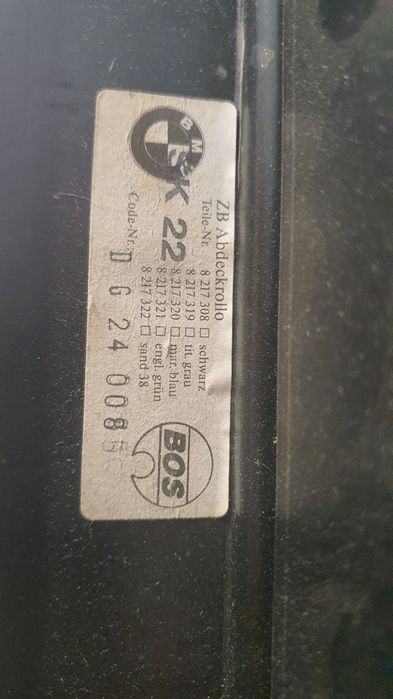 BMW
ZB Abdeckrollo
Teile-Nr. 8 217 308 □ schwarz
8 217 319 □ tit. grau
8 217 320 □ mar. blau
8 217 321 □ engl. grün
8 217 322 □ sand 38
SK 22
Code-Nr.: D G 24 008
BOS